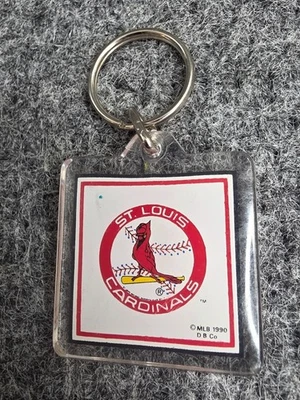 ST. LOUIS
CARDINALS
®
TM
© MLB 1990
D B Co